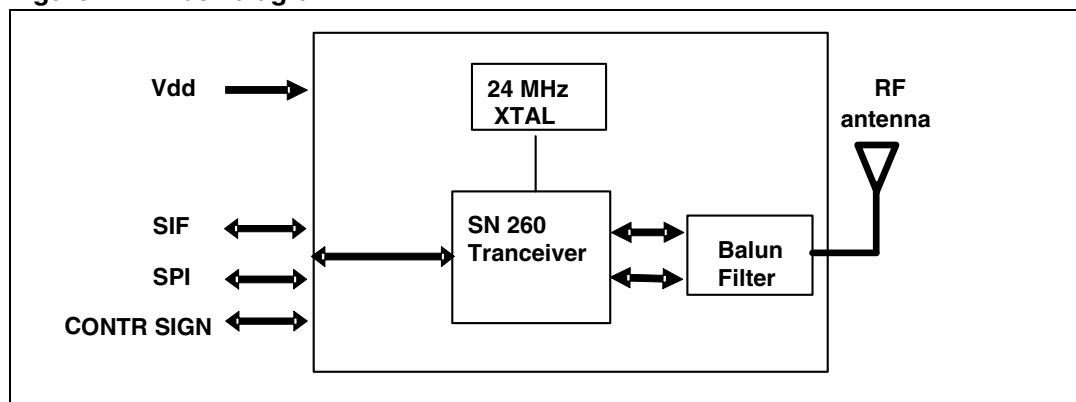 Vdd
24 MHz
XTAL
RF
antenna
SIF
SN 260
Tranceiver
Balun
Filter
SPI
CONTR SIGN